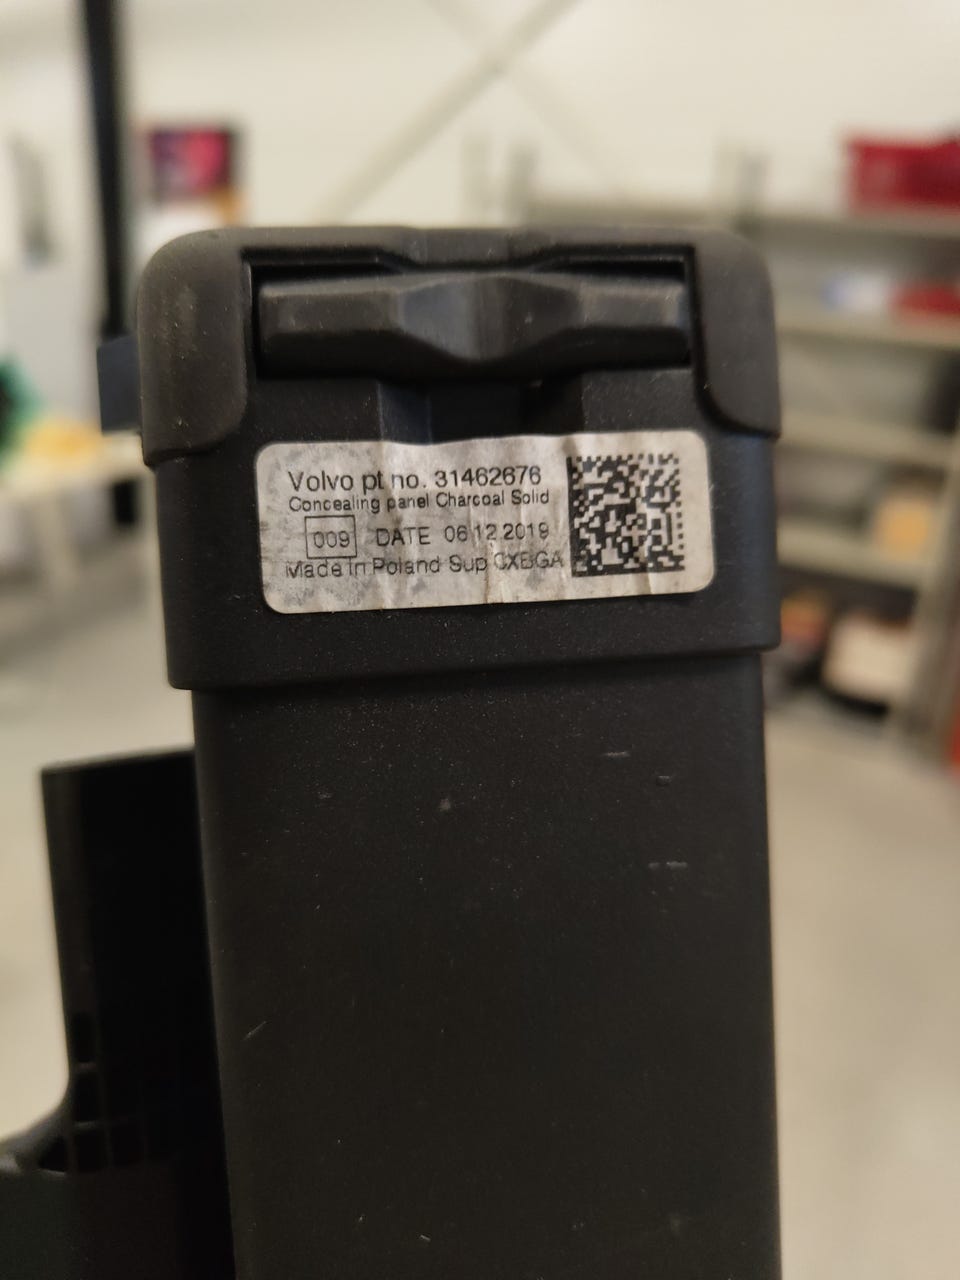 Volvo pt no. 31462676
Concealing panel Charcoal Solid
009 DATE 06 12 2019
Made in Poland Sup CXBGA